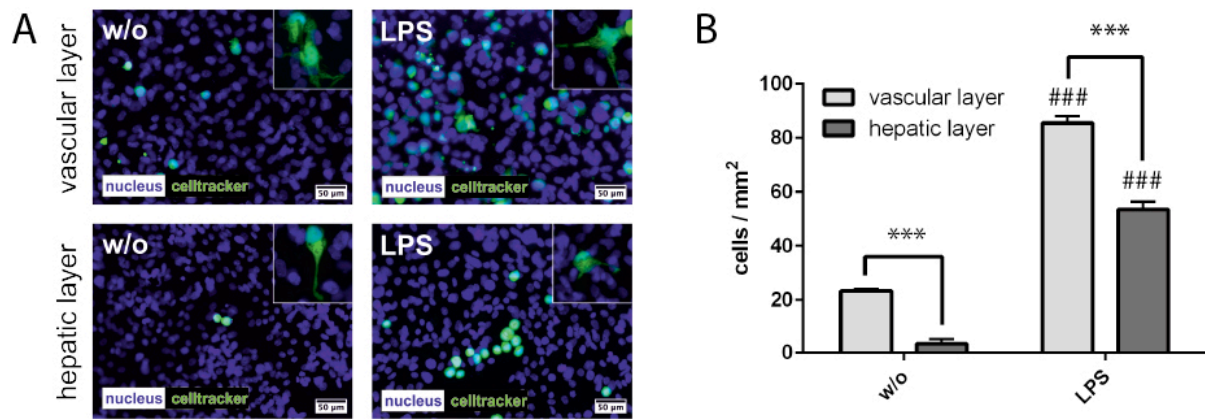 A
vascular layer
w/o
nucleus celltracker
50 µm
LPS
nucleus celltracker
50 µm
hepatic layer
w/o
nucleus celltracker
50 µm
LPS
nucleus celltracker
50 µm
B
vascular layer
hepatic layer
cells / mm²
100
80
60
40
20
0
***
***
###
###
w/o
LPS